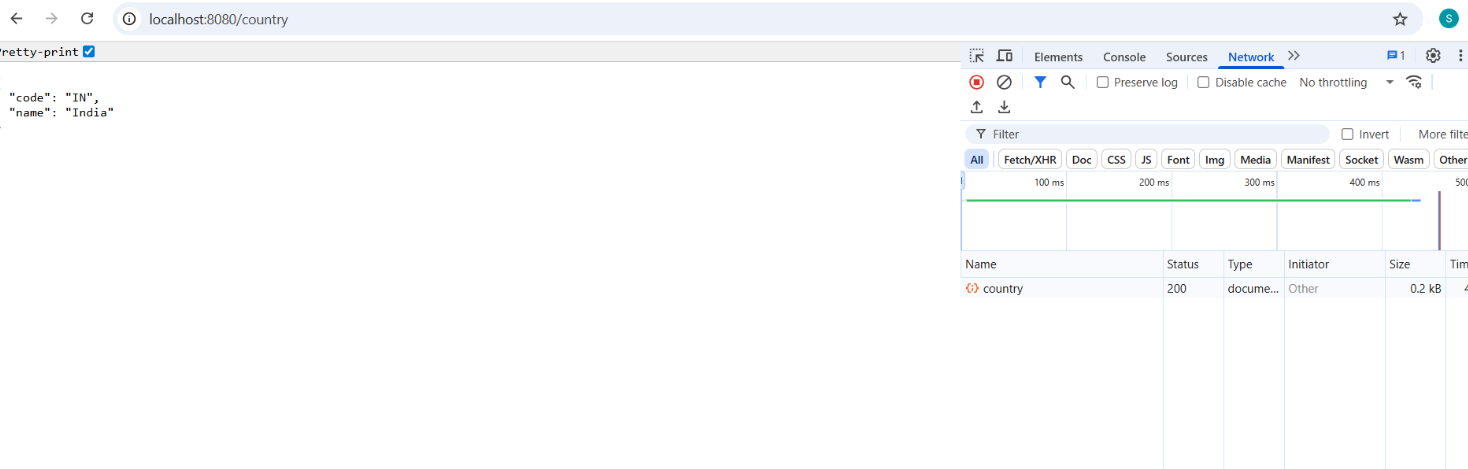 localhost:8080/country
S
Pretty-print
"code": "IN",
"name": "India"
Elements Console Sources Network 1
Preserve log Disable cache No throttling
Filter Invert More filte
All Fetch/XHR Doc CSS JS Font Img Media Manifest Socket Wasm Other
100 ms 200 ms 300 ms 400 ms 500
Name Status Type Initiator Size Tim
country 200 docume... Other 0.2 kB 4